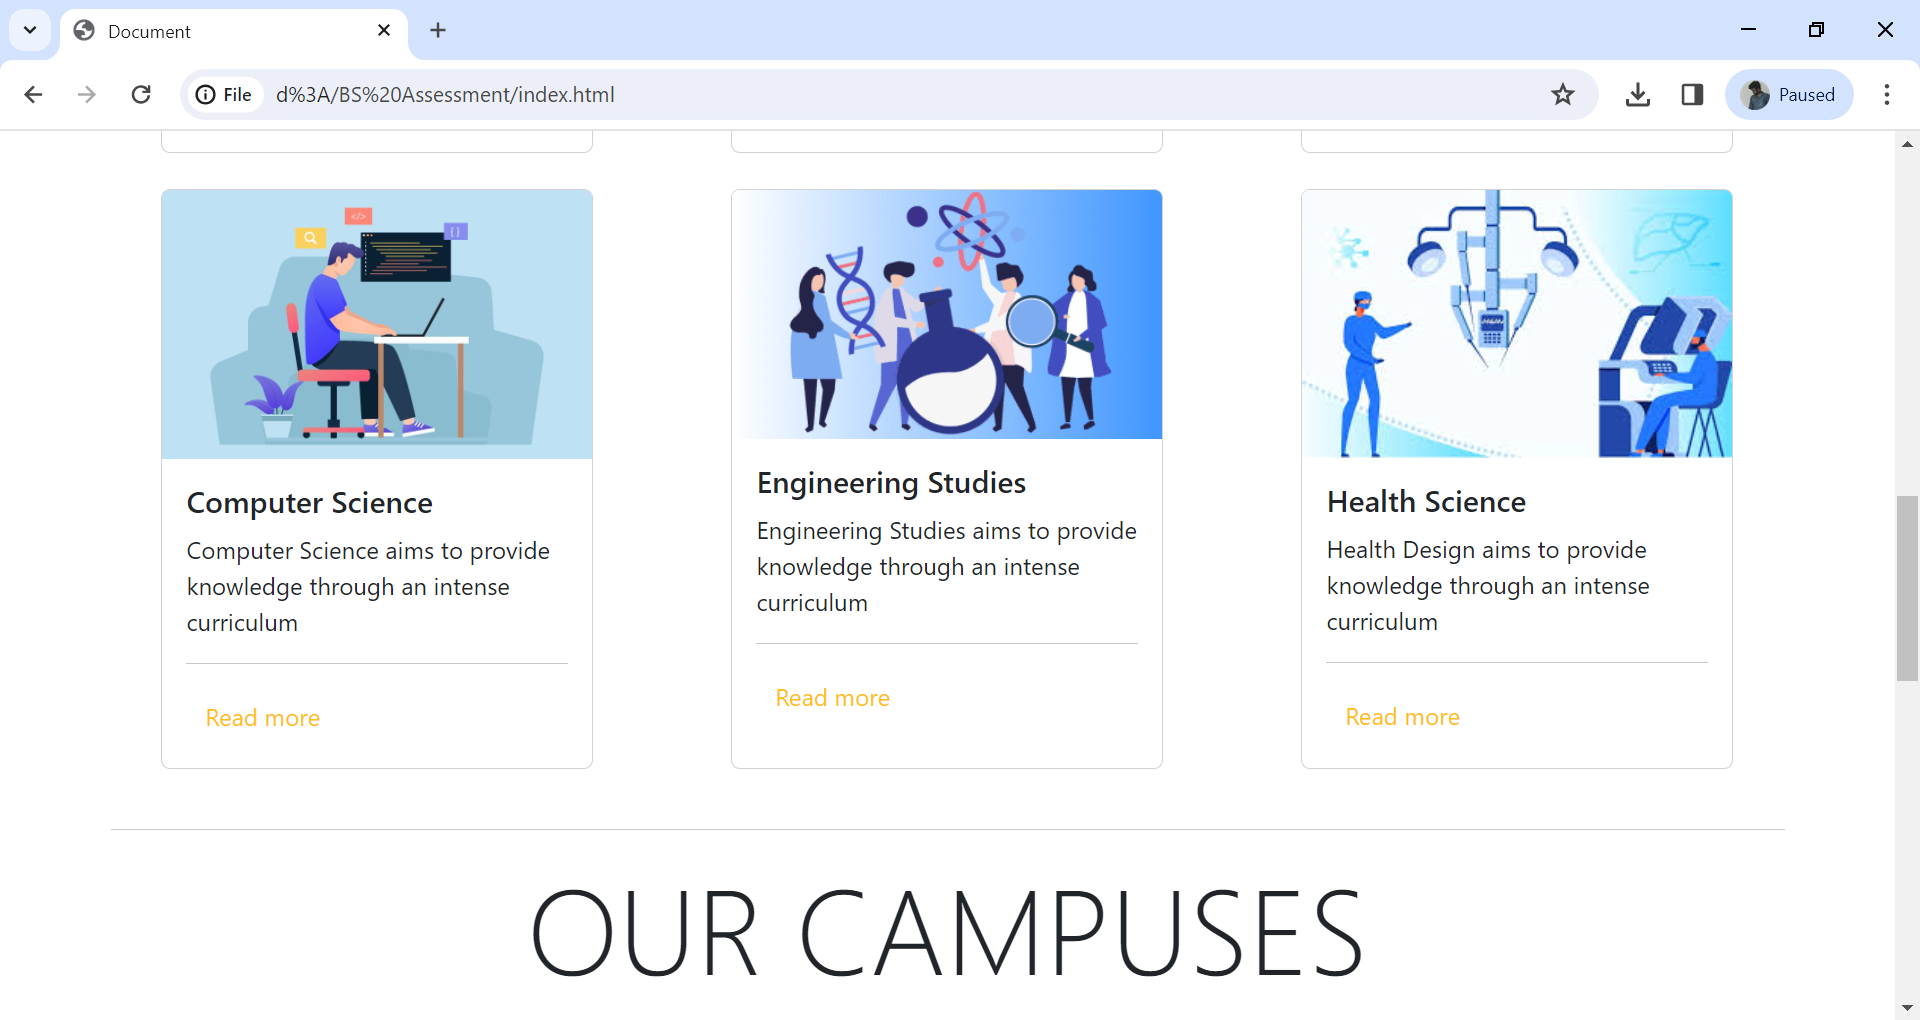 Document
File
d%3A/BS%20Assessment/index.html
Paused
</>
{}
Computer Science
Computer Science aims to provide
knowledge through an intense
curriculum
Read more
Engineering Studies
Engineering Studies aims to provide
knowledge through an intense
curriculum
Read more
Health Science
Health Design aims to provide
knowledge through an intense
curriculum
Read more
OUR CAMPUSES